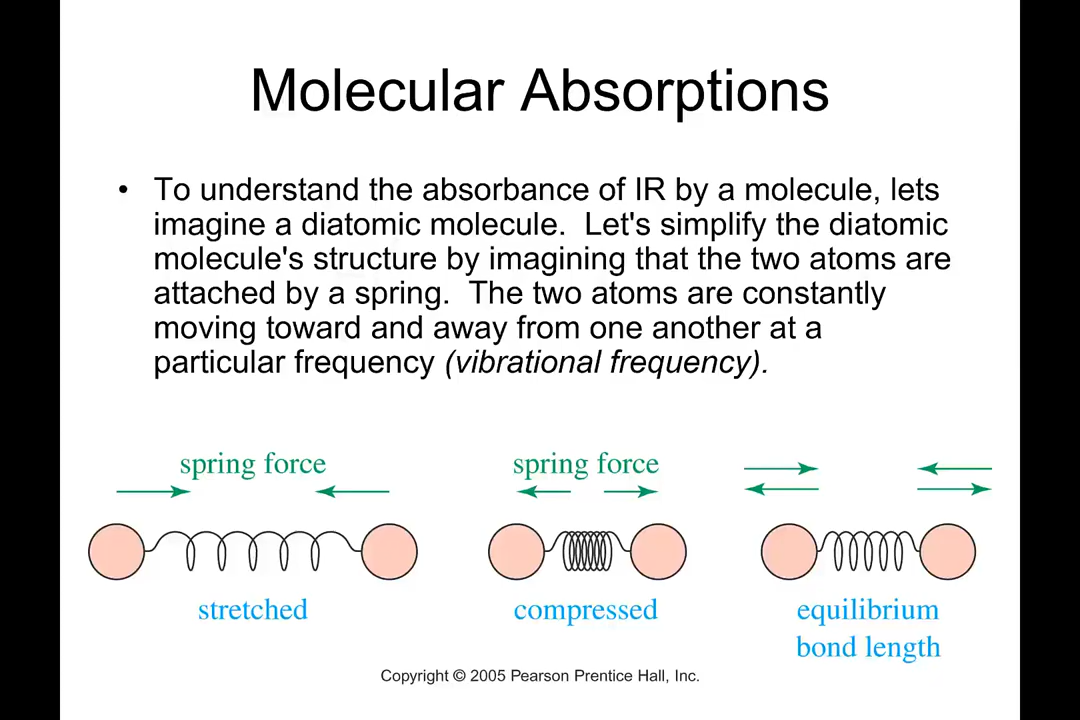 Molecular Absorptions
• To understand the absorbance of IR by a molecule, lets
imagine a diatomic molecule.  Let's simplify the diatomic
molecule's structure by imagining that the two atoms are
attached by a spring.  The two atoms are constantly
moving toward and away from one another at a
particular frequency (vibrational frequency).
spring force
spring force
stretched
compressed
equilibrium
bond length
Copyright © 2005 Pearson Prentice Hall, Inc.